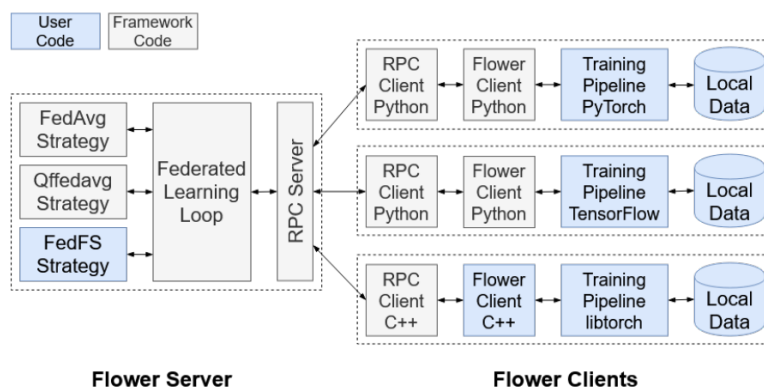 User
Code
Framework
Code
FedAvg
Strategy
Qffedavg
Strategy
FedFS
Strategy
Federated
Learning
Loop
RPC Server
RPC
Client
Python
Flower
Client
Python
Training
Pipeline
PyTorch
Local
Data
RPC
Client
Python
Flower
Client
Python
Training
Pipeline
TensorFlow
Local
Data
RPC
Client
C++
Flower
Client
C++
Training
Pipeline
libtorch
Local
Data
Flower Server
Flower Clients